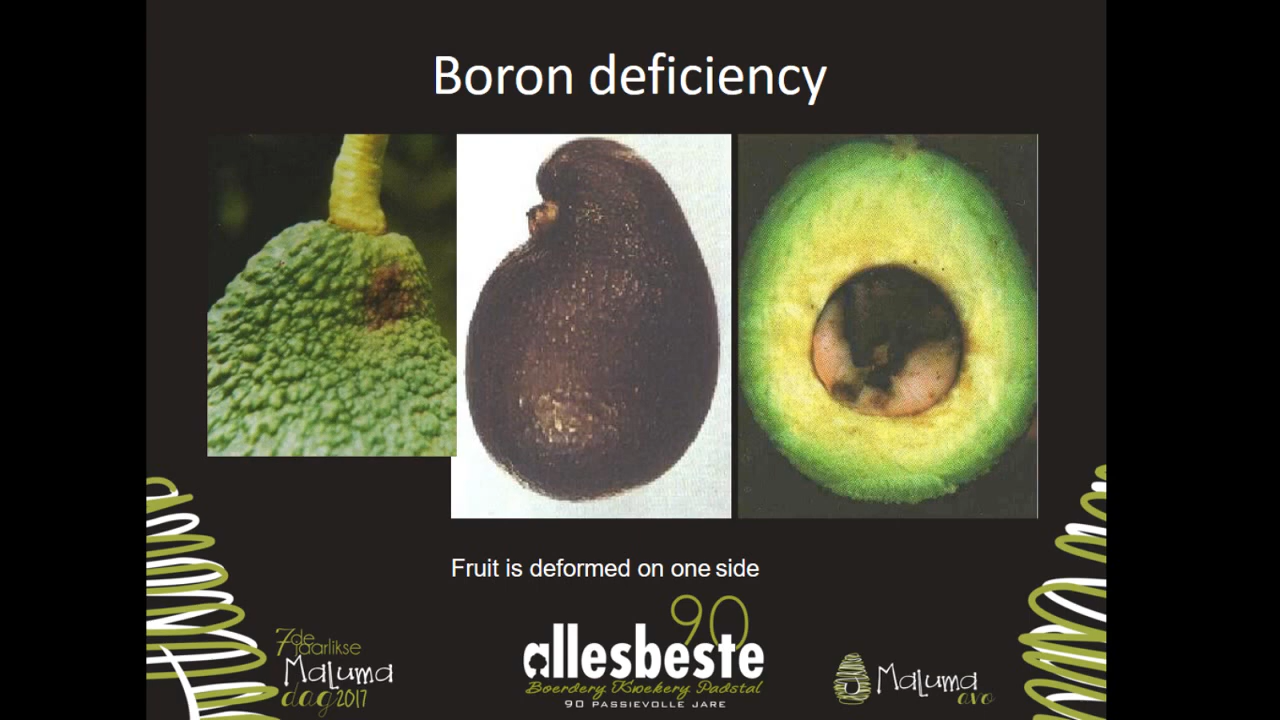 Boron deficiency
Fruit is deformed on one side
7de
jaarlikse
Maluma
dag 2017
90
allesbeste
Boerdery Kwekery Padstal
90 PASSIEVOLLE JARE
Maluma
avo